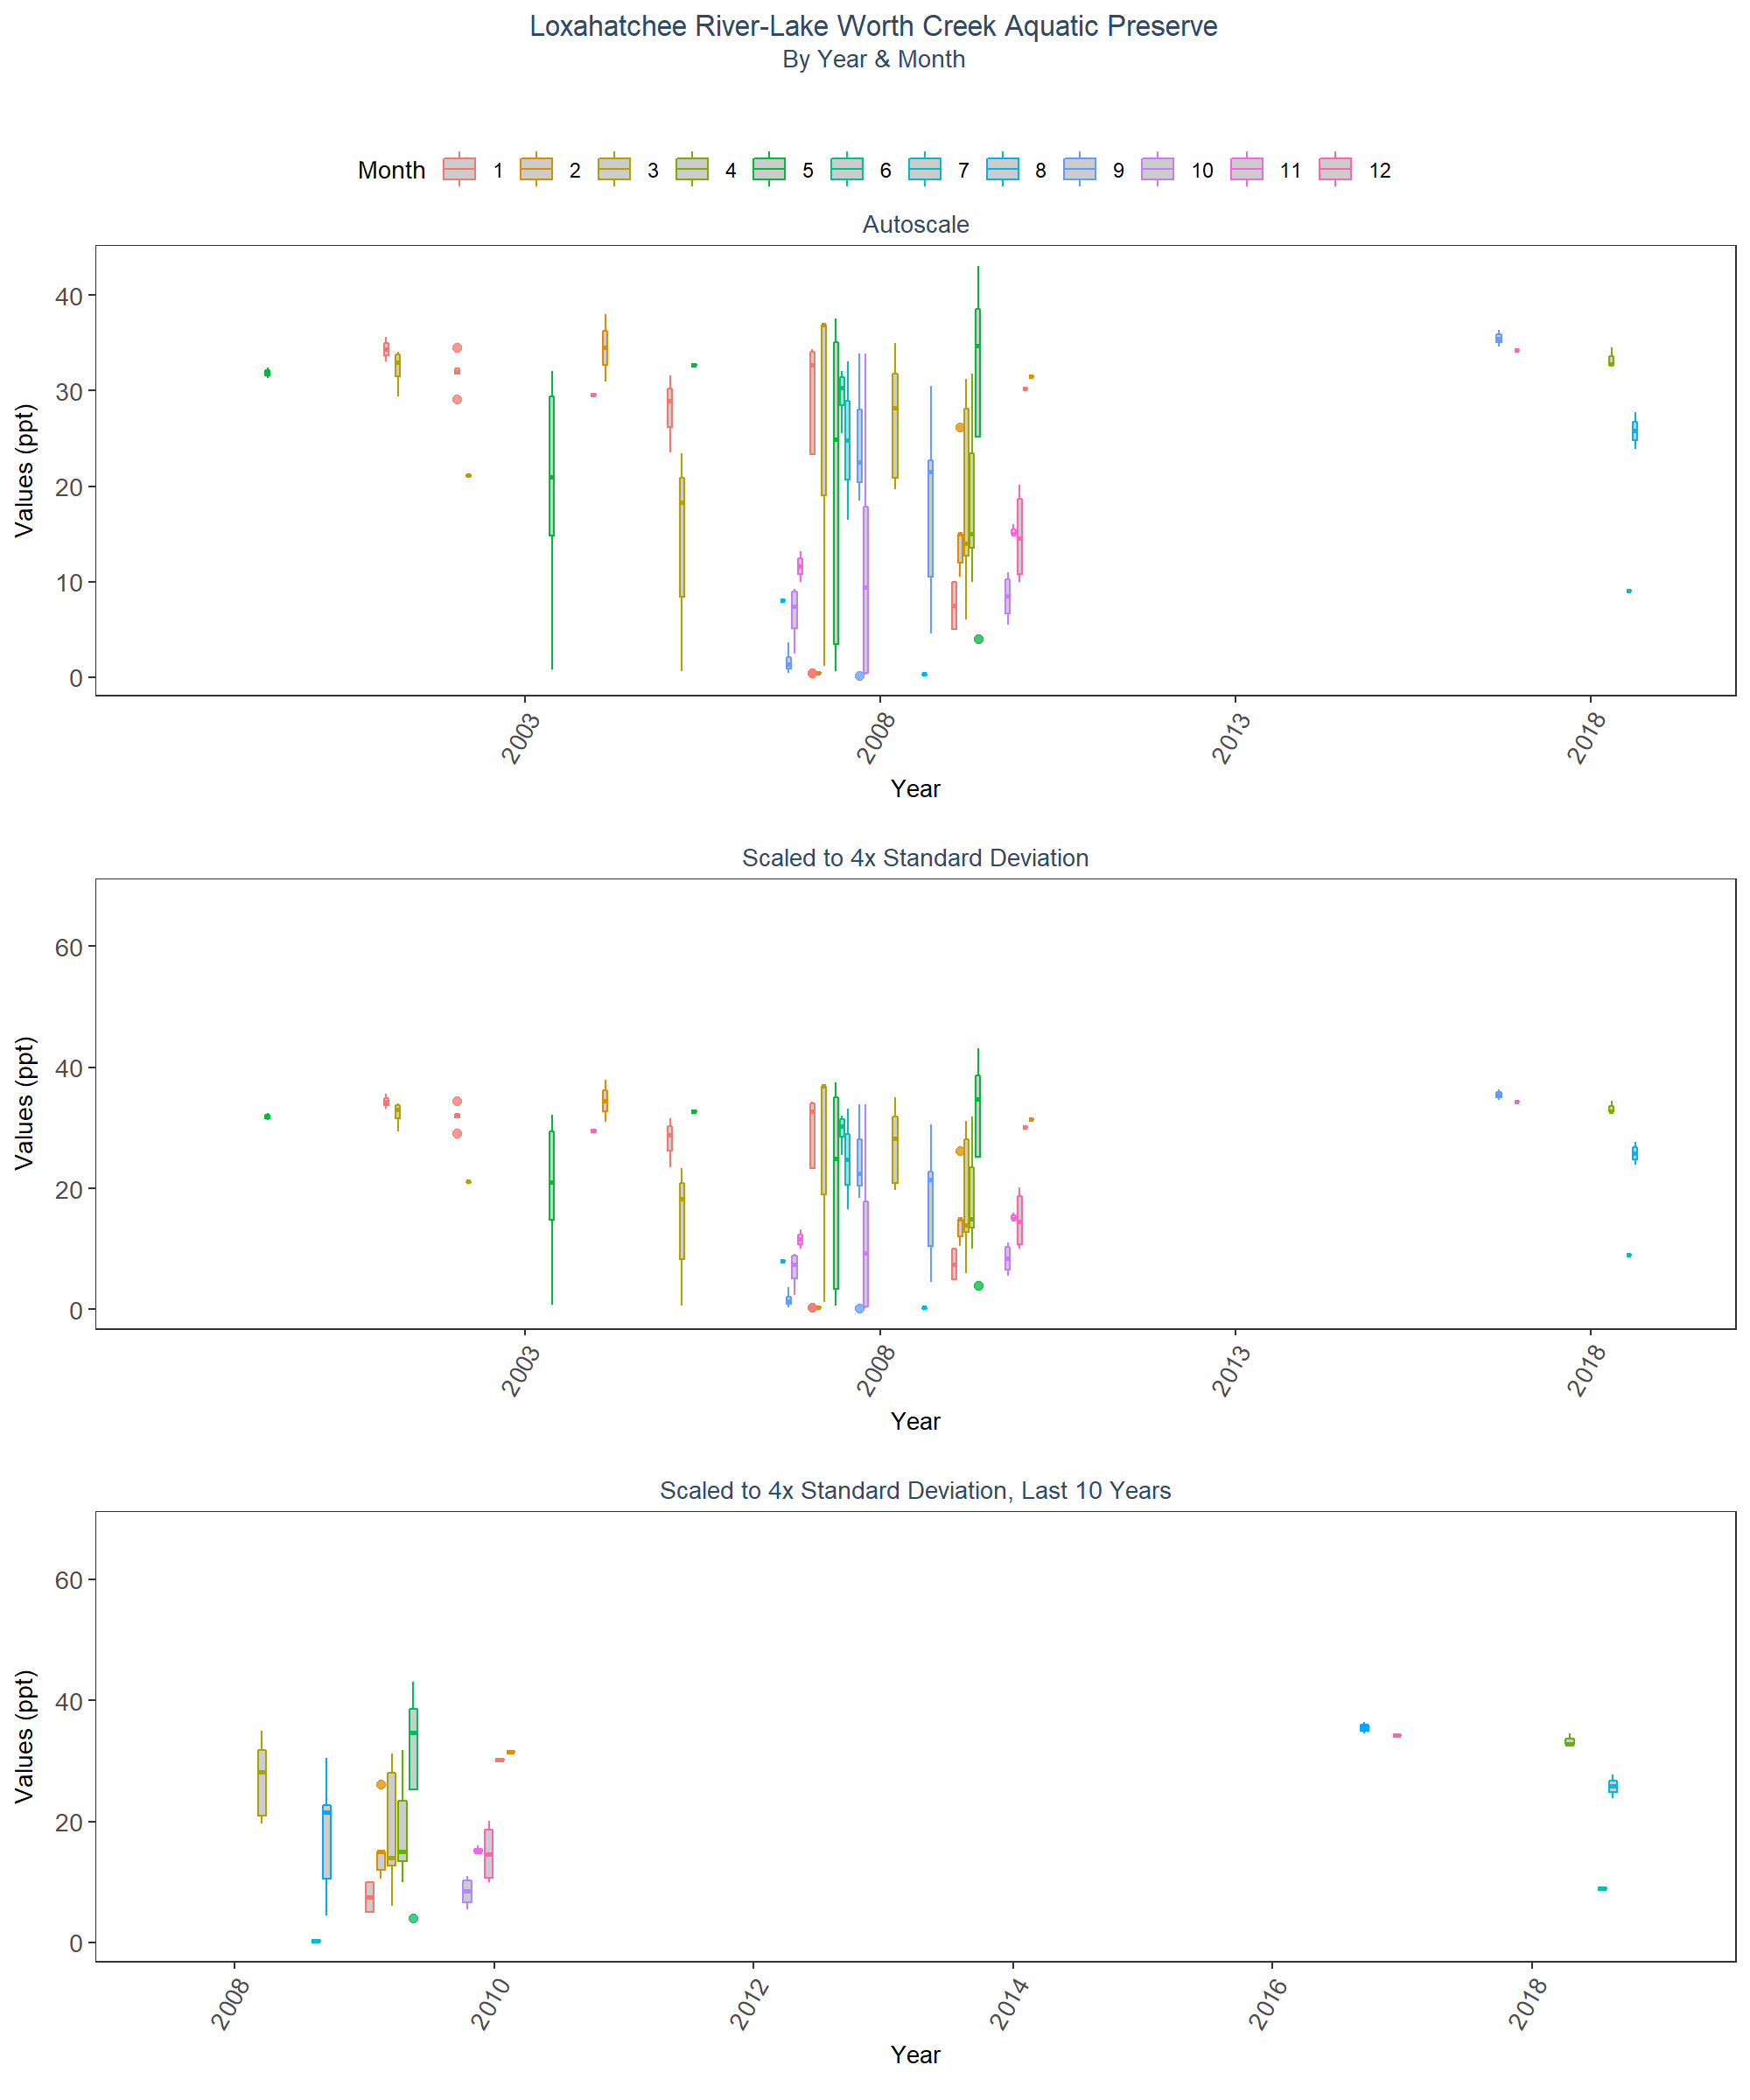 Loxahatchee River-Lake Worth Creek Aquatic Preserve
By Year & Month
Month 1 2 3 4 5 6 7 8 9 10 11 12
Autoscale
Values (ppt)
40
30
20
10
0
2003 2008 2013 2018
Year
Scaled to 4x Standard Deviation
Values (ppt)
60
40
20
0
2003 2008 2013 2018
Year
Scaled to 4x Standard Deviation, Last 10 Years
Values (ppt)
60
40
20
0
2008 2010 2012 2014 2016 2018
Year